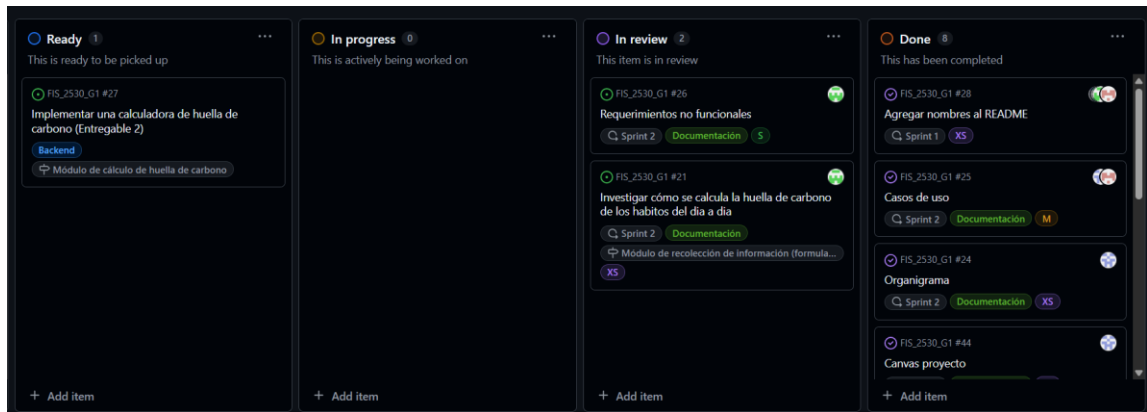 Ready 1
This is ready to be picked up
FIS_2530_G1 #27
Implementar una calculadora de huella de
carbono (Entregable 2)
Backend
Módulo de cálculo de huella de carbono
+ Add item
In progress 0
This is actively being worked on
+ Add item
In review 2
This item is in review
FIS_2530_G1 #26
Requerimientos no funcionales
Sprint 2 Documentación S
FIS_2530_G1 #21
Investigar cómo se calcula la huella de carbono
de los habitos del dia a dia
Sprint 2 Documentación
Módulo de recolección de información (formula...
XS
+ Add item
Done 8
This has been completed
FIS_2530_G1 #28
Agregar nombres al README
Sprint 1 XS
FIS_2530_G1 #25
Casos de uso
Sprint 2 Documentación M
FIS_2530_G1 #24
Organigrama
Sprint 2 Documentación XS
FIS_2530_G1 #44
Canvas proyecto
+ Add item